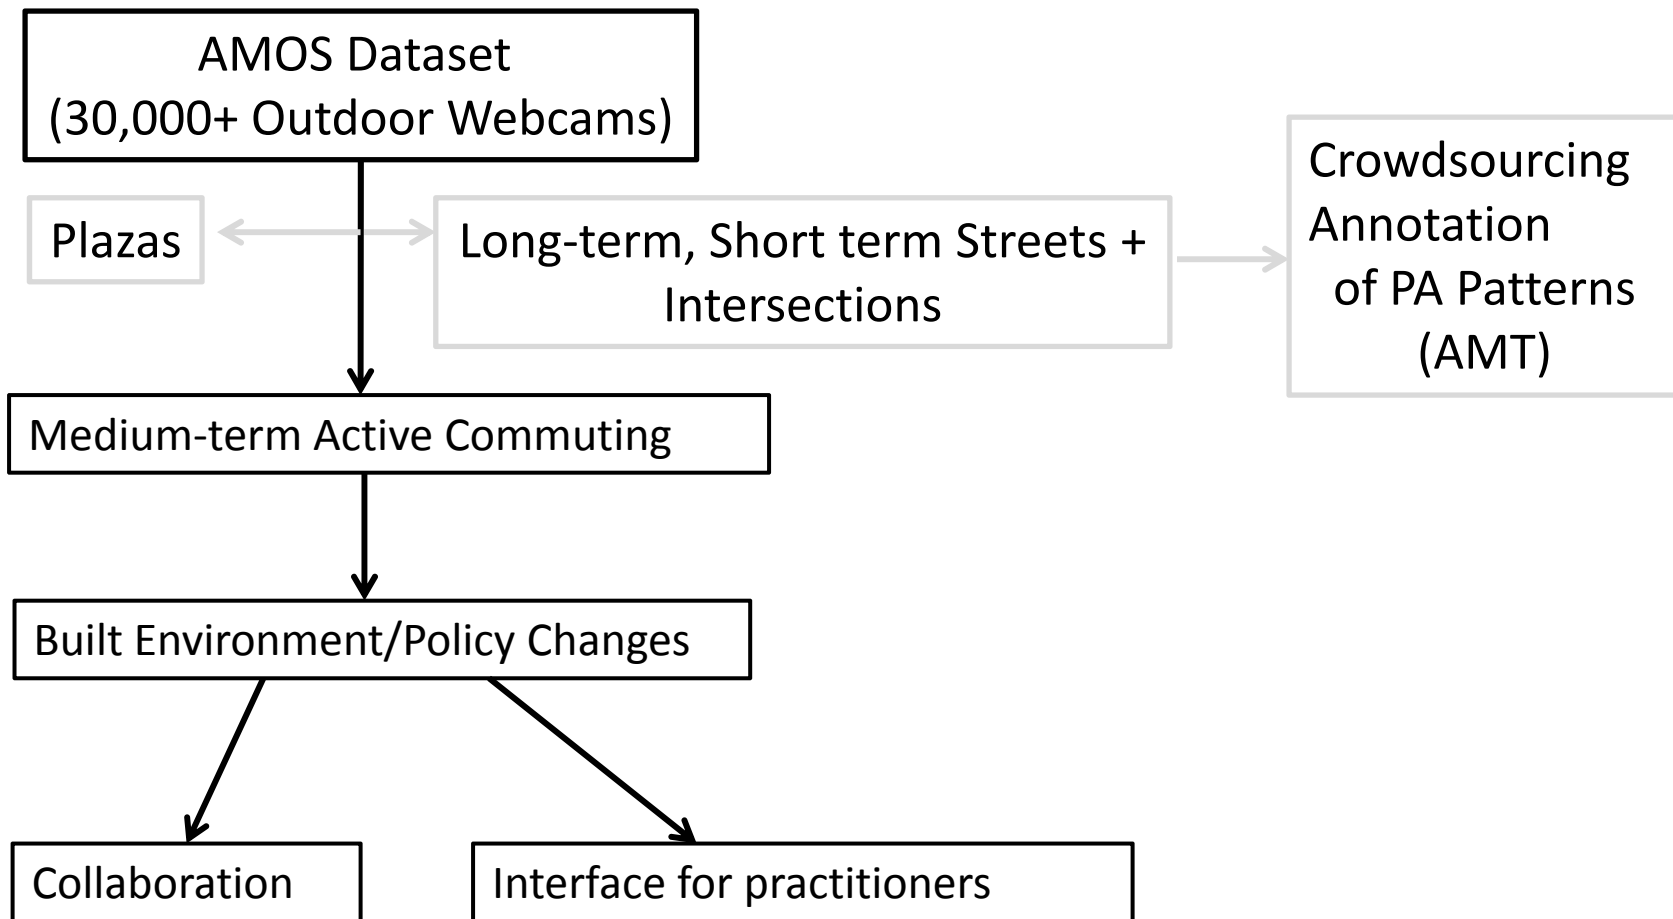 AMOS Dataset
(30,000+ Outdoor Webcams)
Plazas
Long-term, Short term Streets +
Intersections
Crowdsourcing
Annotation
of PA Patterns
(AMT)
Medium-term Active Commuting
Built Environment/Policy Changes
Collaboration
Interface for practitioners